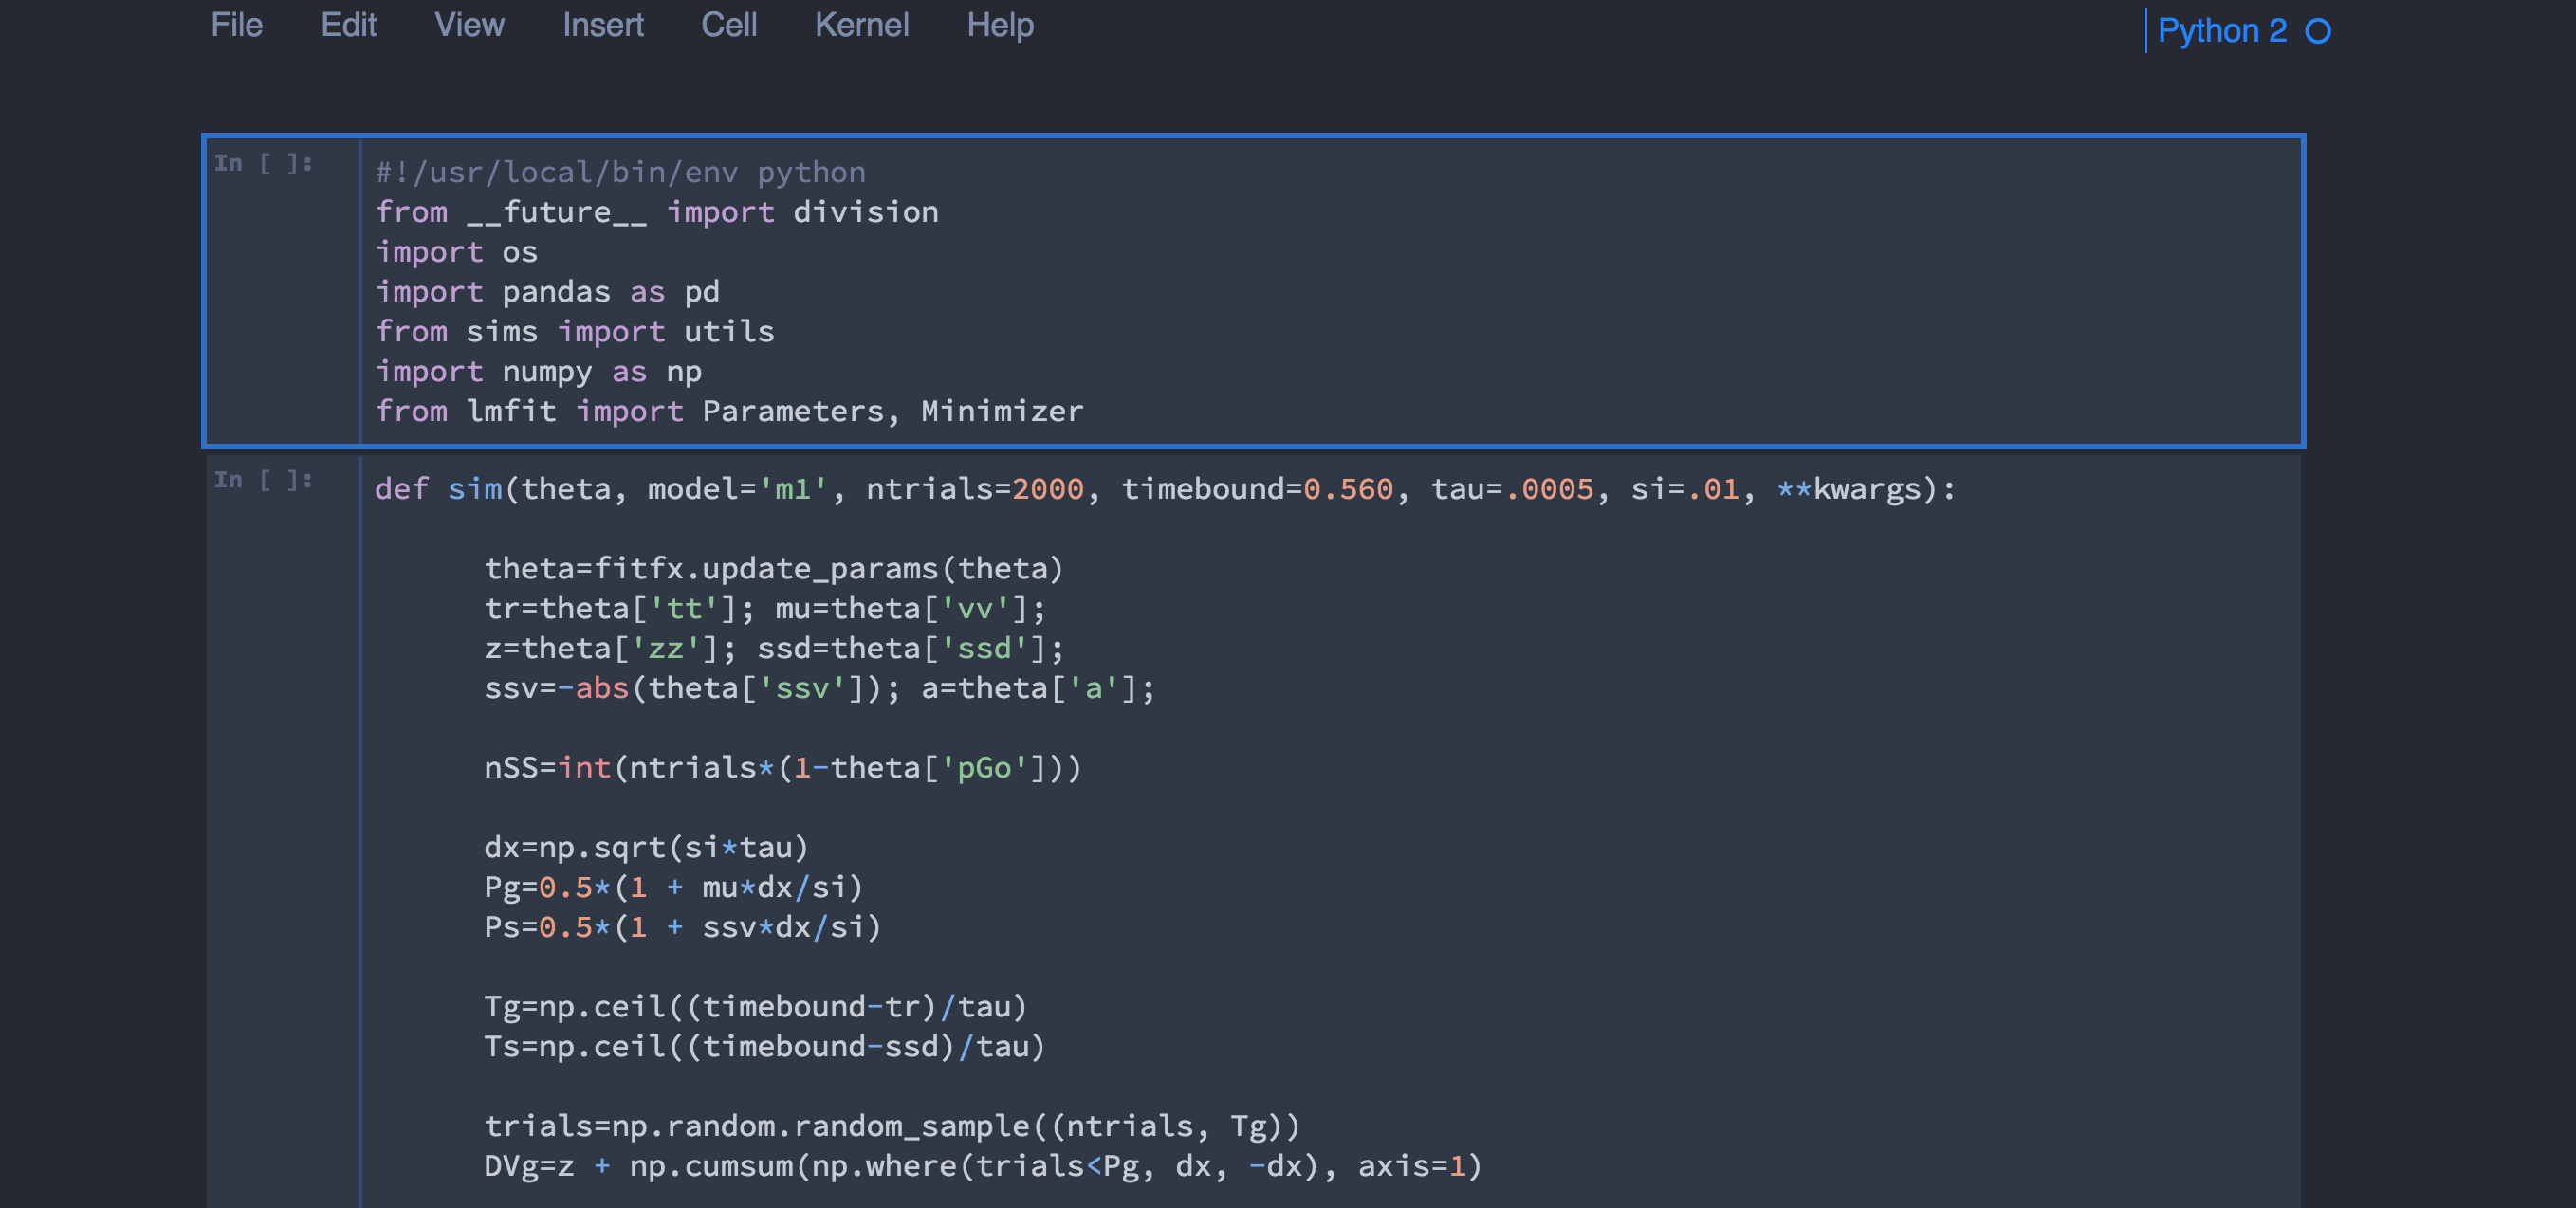 File Edit View Insert Cell Kernel Help
Python 2
In [ ]:
#!/usr/local/bin/env python
from __future__ import division
import os
import pandas as pd
from sims import utils
import numpy as np
from lmfit import Parameters, Minimizer
In [ ]:
def sim(theta, model='m1', ntrials=2000, timebound=0.560, tau=.0005, si=.01, **kwargs):
theta=fitfx.update_params(theta)
tr=theta['tt']; mu=theta['vv'];
z=theta['zz']; ssd=theta['ssd'];
ssv=-abs(theta['ssv']); a=theta['a'];
nSS=int(ntrials*(1-theta['pGo']))
dx=np.sqrt(si*tau)
Pg=0.5*(1 + mu*dx/si)
Ps=0.5*(1 + ssv*dx/si)
Tg=np.ceil((timebound-tr)/tau)
Ts=np.ceil((timebound-ssd)/tau)
trials=np.random.random_sample((ntrials, Tg))
DVg=z + np.cumsum(np.where(trials<Pg, dx, -dx), axis=1)